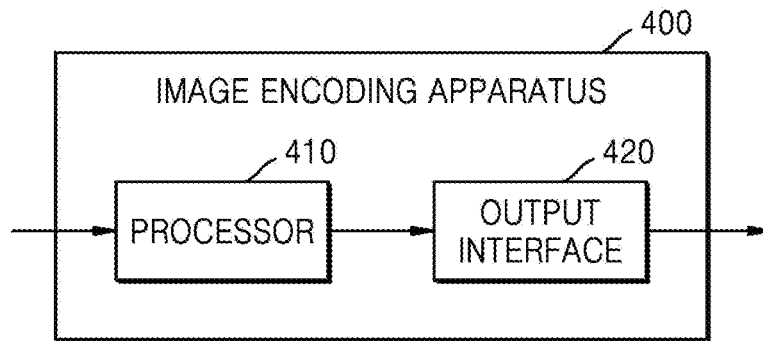 400
IMAGE ENCODING APPARATUS
410
420
PROCESSOR
OUTPUT
INTERFACE